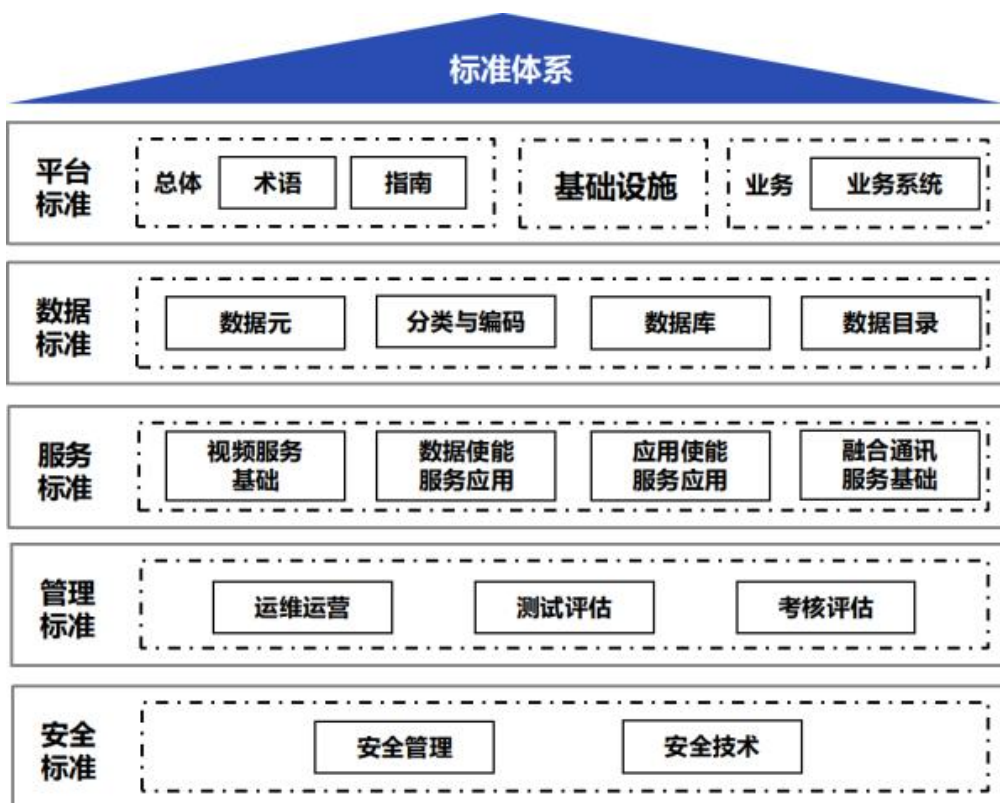 标准体系
平台
标准
总体
术语
指南
基础设施
业务
业务系统
数据
标准
数据元
分类与编码
数据库
数据目录
服务
标准
视频服务
基础
数据使能
服务应用
应用使能
服务应用
融合通讯
服务基础
管理
标准
运维运营
测试评估
考核评估
安全
标准
安全管理
安全技术